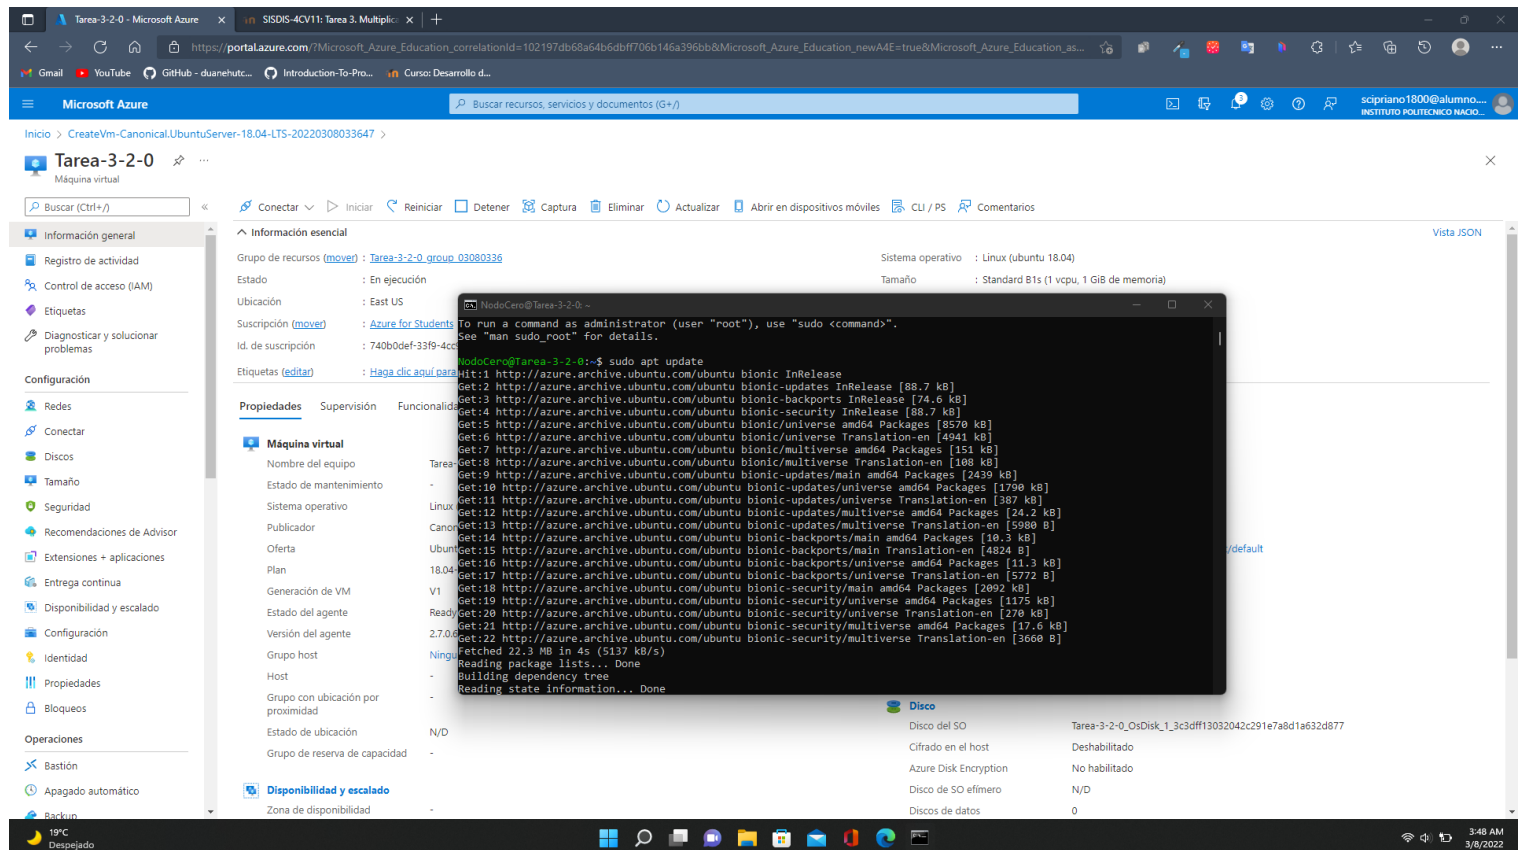 Tarea-3-2-0 - Microsoft Azure
SISDIS-4CV11: Tarea 3. Multiplic
https://portal.azure.com/?Microsoft_Azure_Education_correlationId=102197db68a64b6dbff706b146a396bb&Microsoft_Azure_Education_newA4E=true&Microsoft_Azure_Education_as...
Gmail YouTube GitHub - duanehutc... Introduction-To-Pro... Curso: Desarrollo d...
Microsoft Azure
Buscar recursos, servicios y documentos (G+/)
3
scipriano1800@alumno....
INSTITUTO POLITECNICO NACIO...
Inicio > CreateVm-Canonical.UbuntuServer-18.04-LTS-20220308033647 >
Tarea-3-2-0
Máquina virtual
Buscar (Ctrl+/)
Conectar Iniciar Reiniciar Detener Captura Eliminar Actualizar Abrir en dispositivos móviles CLI / PS Comentarios
Información general
Registro de actividad
Control de acceso (IAM)
Etiquetas
Diagnosticar y solucionar
problemas
Configuración
Redes
Conectar
Discos
Tamaño
Seguridad
Recomendaciones de Advisor
Extensiones + aplicaciones
Entrega continua
Disponibilidad y escalado
Configuración
Identidad
Propiedades
Bloqueos
Operaciones
Bastión
Apagado automático
Backup
Información esencial
Vista JSON
Grupo de recursos (mover) : Tarea-3-2-0_group_03080336
Estado : En ejecución
Ubicación : East US
Suscripción (mover) : Azure for Students
Id. de suscripción : 740b0def-33f9-4cc
Etiquetas (editar) : Haga clic aquí para
Sistema operativo : Linux (ubuntu 18.04)
Tamaño : Standard B1s (1 vcpu, 1 GiB de memoria)
Propiedades Supervisión Funcionalida
Máquina virtual
Nombre del equipo Tarea-
Estado de mantenimiento -
Sistema operativo Linux
Publicador Canon
Oferta Ubunt
Plan 18.04-
Generación de VM V1
Estado del agente Ready
Versión del agente 2.7.0.6
Grupo host Ningu
Host -
Grupo con ubicación por
proximidad -
Estado de ubicación N/D
Grupo de reserva de capacidad -
Disponibilidad y escalado
Zona de disponibilidad -
NodoCero@Tarea-3-2-0: ~
To run a command as administrator (user "root"), use "sudo <command>".
See "man sudo_root" for details.
NodoCero@Tarea-3-2-0:~$ sudo apt update
Hit:1 http://azure.archive.ubuntu.com/ubuntu bionic InRelease
Get:2 http://azure.archive.ubuntu.com/ubuntu bionic-updates InRelease [88.7 kB]
Get:3 http://azure.archive.ubuntu.com/ubuntu bionic-backports InRelease [74.6 kB]
Get:4 http://azure.archive.ubuntu.com/ubuntu bionic-security InRelease [88.7 kB]
Get:5 http://azure.archive.ubuntu.com/ubuntu bionic/universe amd64 Packages [8570 kB]
Get:6 http://azure.archive.ubuntu.com/ubuntu bionic/universe Translation-en [4941 kB]
Get:7 http://azure.archive.ubuntu.com/ubuntu bionic/multiverse amd64 Packages [151 kB]
Get:8 http://azure.archive.ubuntu.com/ubuntu bionic/multiverse Translation-en [108 kB]
Get:9 http://azure.archive.ubuntu.com/ubuntu bionic-updates/main amd64 Packages [2439 kB]
Get:10 http://azure.archive.ubuntu.com/ubuntu bionic-updates/universe amd64 Packages [1790 kB]
Get:11 http://azure.archive.ubuntu.com/ubuntu bionic-updates/universe Translation-en [387 kB]
Get:12 http://azure.archive.ubuntu.com/ubuntu bionic-updates/multiverse amd64 Packages [24.2 kB]
Get:13 http://azure.archive.ubuntu.com/ubuntu bionic-updates/multiverse Translation-en [5980 B]
Get:14 http://azure.archive.ubuntu.com/ubuntu bionic-backports/main amd64 Packages [10.3 kB]
Get:15 http://azure.archive.ubuntu.com/ubuntu bionic-backports/main Translation-en [4824 B]
Get:16 http://azure.archive.ubuntu.com/ubuntu bionic-backports/universe amd64 Packages [11.3 kB]
Get:17 http://azure.archive.ubuntu.com/ubuntu bionic-backports/universe Translation-en [5772 B]
Get:18 http://azure.archive.ubuntu.com/ubuntu bionic-security/main amd64 Packages [2092 kB]
Get:19 http://azure.archive.ubuntu.com/ubuntu bionic-security/universe amd64 Packages [1175 kB]
Get:20 http://azure.archive.ubuntu.com/ubuntu bionic-security/universe Translation-en [270 kB]
Get:21 http://azure.archive.ubuntu.com/ubuntu bionic-security/multiverse amd64 Packages [17.6 kB]
Get:22 http://azure.archive.ubuntu.com/ubuntu bionic-security/multiverse Translation-en [3660 B]
Fetched 22.3 MB in 4s (5137 kB/s)
Reading package lists... Done
Building dependency tree
Reading state information... Done
/default
Disco
Disco del SO Tarea-3-2-0_OsDisk_1_3c3dff13032042c291e7a8d1a632d877
Cifrado en el host Deshabilitado
Azure Disk Encryption No habilitado
Disco de SO efímero N/D
Discos de datos 0
19°C
Despejado
3:48 AM
3/8/2022